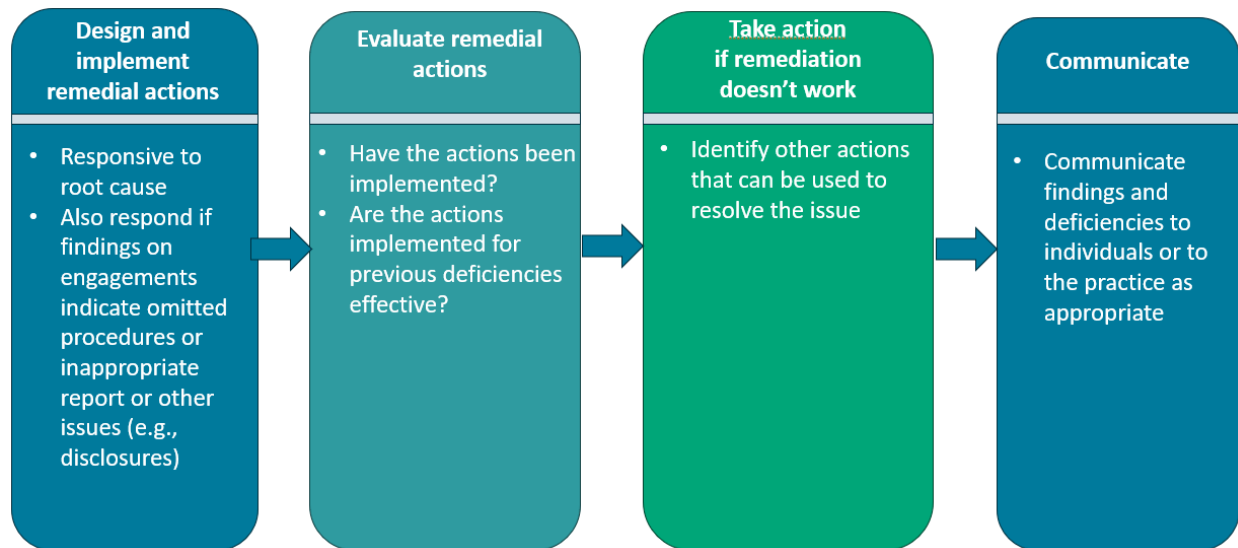 Design and
implement
remedial actions
• Responsive to
root cause
• Also respond if
findings on
engagements
indicate omitted
procedures or
inappropriate
report or other
issues (e.g.,
disclosures)
Evaluate remedial
actions
• Have the actions been
implemented?
• Are the actions
implemented for
previous deficiencies
effective?
Take action
if remediation
doesn’t work
• Identify other actions
that can be used to
resolve the issue
Communicate
• Communicate
findings and
deficiencies to
individuals or to
the practice as
appropriate